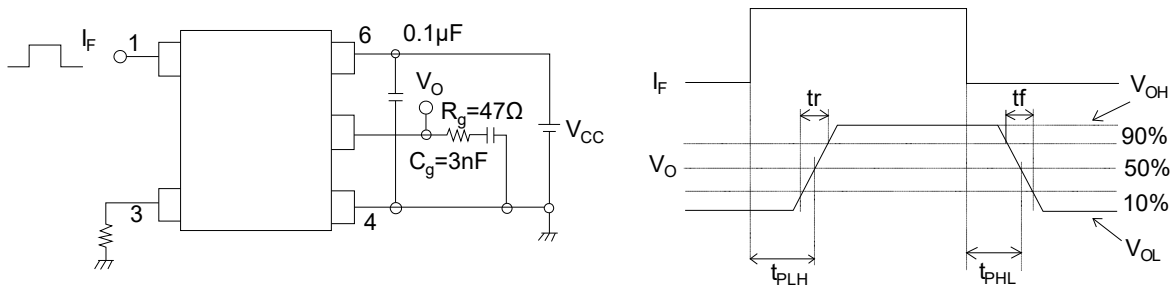 I_F
1
6
0.1µF
V_O
R_g=47Ω
C_g=3nF
V_CC
3
4
I_F
tr
tf
V_OH
90%
V_O
50%
10%
V_OL
t_PLH
t_PHL